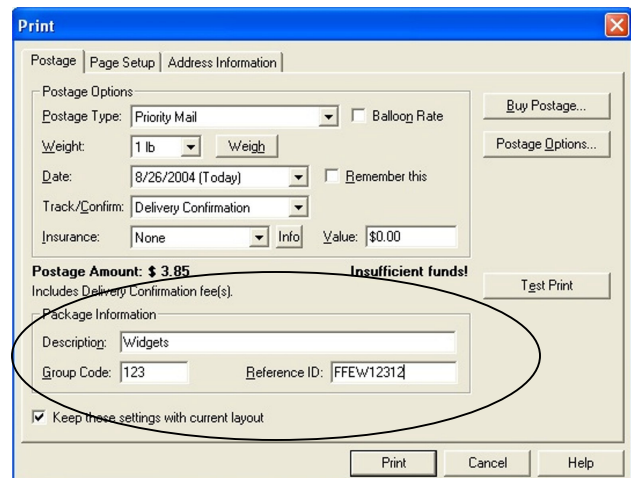 Print
Postage Page Setup Address Information
Postage Options
Postage Type: Priority Mail Balloon Rate
Buy Postage...
Weight: 1 lb Weigh
Postage Options...
Date: 8/26/2004 (Today) Remember this
Track/Confirm: Delivery Confirmation
Insurance: None Info Value: $0.00
Postage Amount: $ 3.85 Insufficient funds!
Includes Delivery Confirmation fee(s).
Test Print
Package Information
Description: Widgets
Group Code: 123 Reference ID: FFEW12312
Keep these settings with current layout
Print Cancel Help